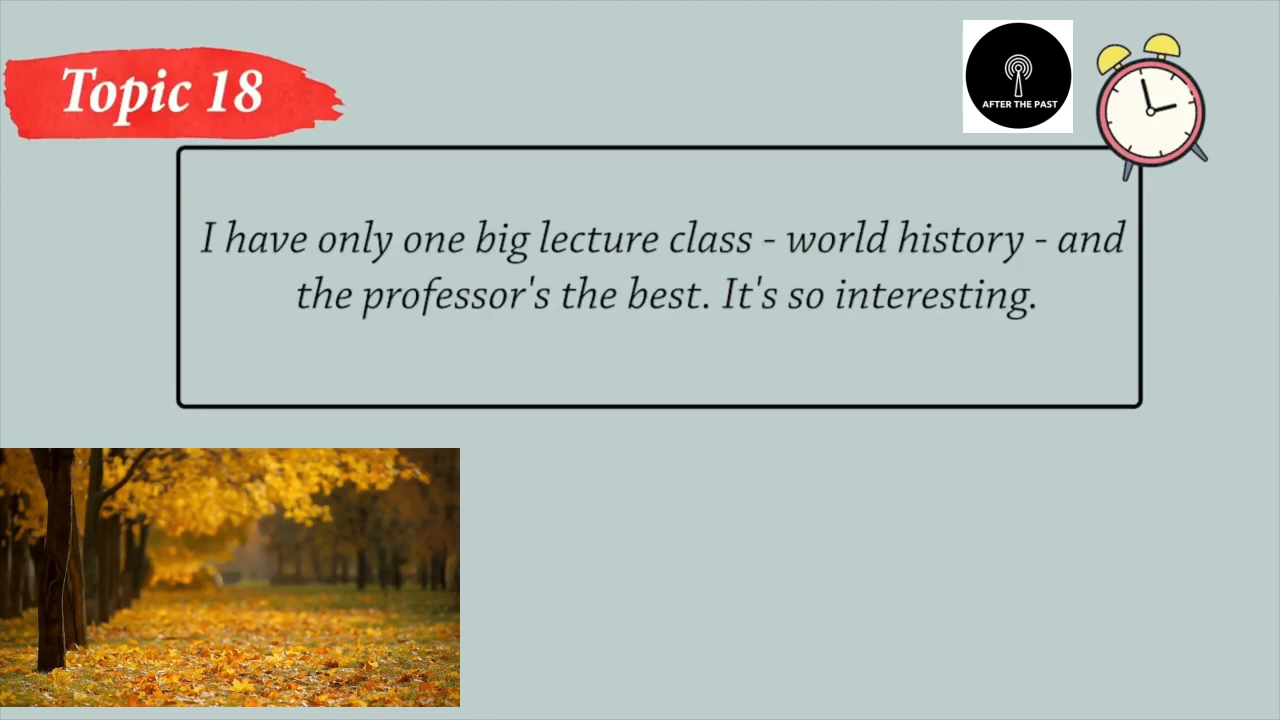 Topic 18
AFTER THE PAST
I have only one big lecture class - world history - and
the professor's the best. It's so interesting.